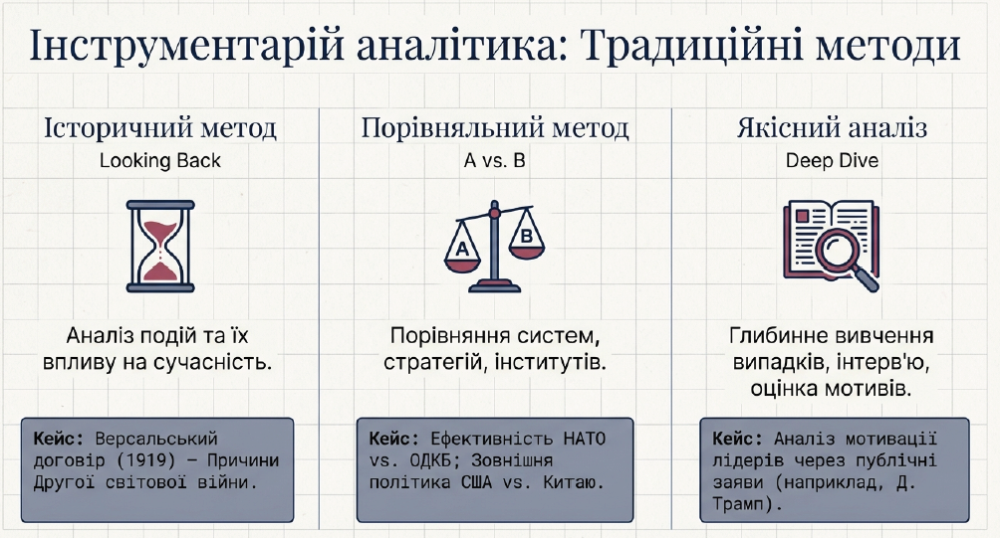 Інструментарій аналітика: Традиційні методи
Історичний метод
Looking Back
Аналіз подій та їх
впливу на сучасність.
Кейс: Версальський
договір (1919) – Причини
Другої світової війни.
Порівняльний метод
A vs. B
A
B
Порівняння систем,
стратегій, інститутів.
Кейс: Ефективність НАТО
vs. ОДКБ; Зовнішня
політика США vs. Китаю.
Якісний аналіз
Deep Dive
Глибинне вивчення
випадків, інтерв'ю,
оцінка мотивів.
Кейс: Аналіз мотивації
лідерів через публічні
заяви (наприклад, Д.
Трамп).